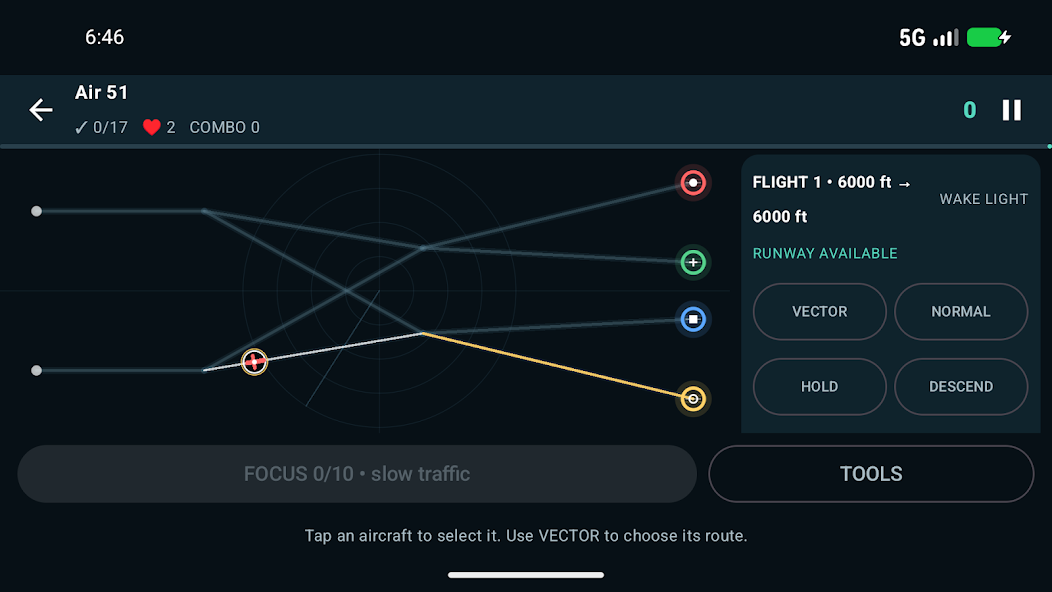 6:46
5G
Air 51
✓ 0/17 ❤ 2 COMBO 0
0
FLIGHT 1 • 6000 ft →
6000 ft
WAKE LIGHT
RUNWAY AVAILABLE
VECTOR
NORMAL
HOLD
DESCEND
FOCUS 0/10 • slow traffic
TOOLS
Tap an aircraft to select it. Use VECTOR to choose its route.